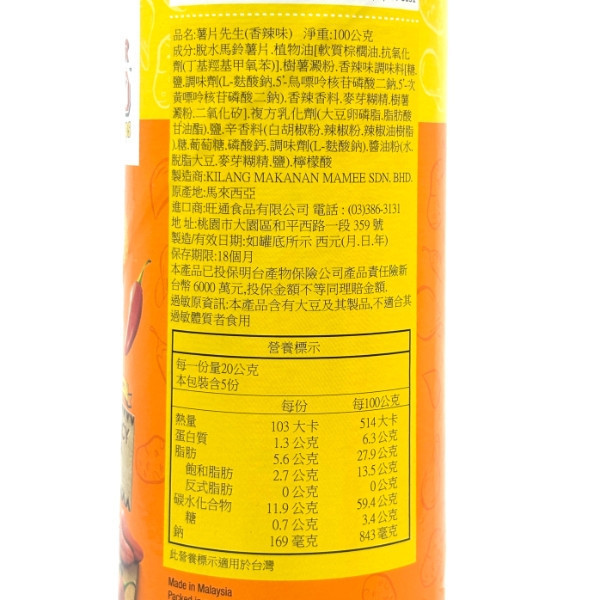 品名:薯片先生(香辣味) 淨重:100公克
成分:脫水馬鈴薯片.植物油[軟質棕櫚油.抗氧化
劑(丁基羥基甲氧苯)].樹薯澱粉.香辣味調味料[糖.
鹽.調味劑(L-麩酸鈉.5'-鳥嘌呤核苷磷酸二鈉.5'-次
黃嘌呤核苷磷酸二鈉).香辣香料.麥芽糊精.樹薯
澱粉.二氧化矽].複方乳化劑(大豆卵磷脂.脂肪酸
甘油酯).鹽.辛香料(白胡椒粉.辣椒粉.辣椒油樹脂
).糖.葡萄糖.磷酸鈣.調味劑(L-麩酸鈉).醬油粉(水.
脫脂大豆.麥芽糊精.鹽).檸檬酸
製造商:KILANG MAKANAN MAMEE SDN. BHD.
原產地:馬來西亞
進口商:旺通食品有限公司 電話 : (03)386-3131
地 址:桃園市大園區和平西路一段 359 號
製造/有效日期:如罐底所示 西元(月.日.年)
保存期限:18個月
本產品已投保明台產物保險公司產品責任險新
台幣 6000 萬元,投保金額不等同理賠金額.
過敏原資訊:本產品含有大豆及其製品,不適合其
過敏體質者食用
營養標示
每一份量20公克
本包裝含5份
每份 每100公克
熱量 103 大卡 514大卡
蛋白質 1.3 公克 6.3公克
脂肪 5.6 公克 27.9公克
飽和脂肪 2.7 公克 13.5公克
反式脂肪 0 公克 0公克
碳水化合物 11.9 公克 59.4公克
糖 0.7 公克 3.4公克
鈉 169 毫克 843毫克
此營養標示適用於台灣
Made in Malaysia